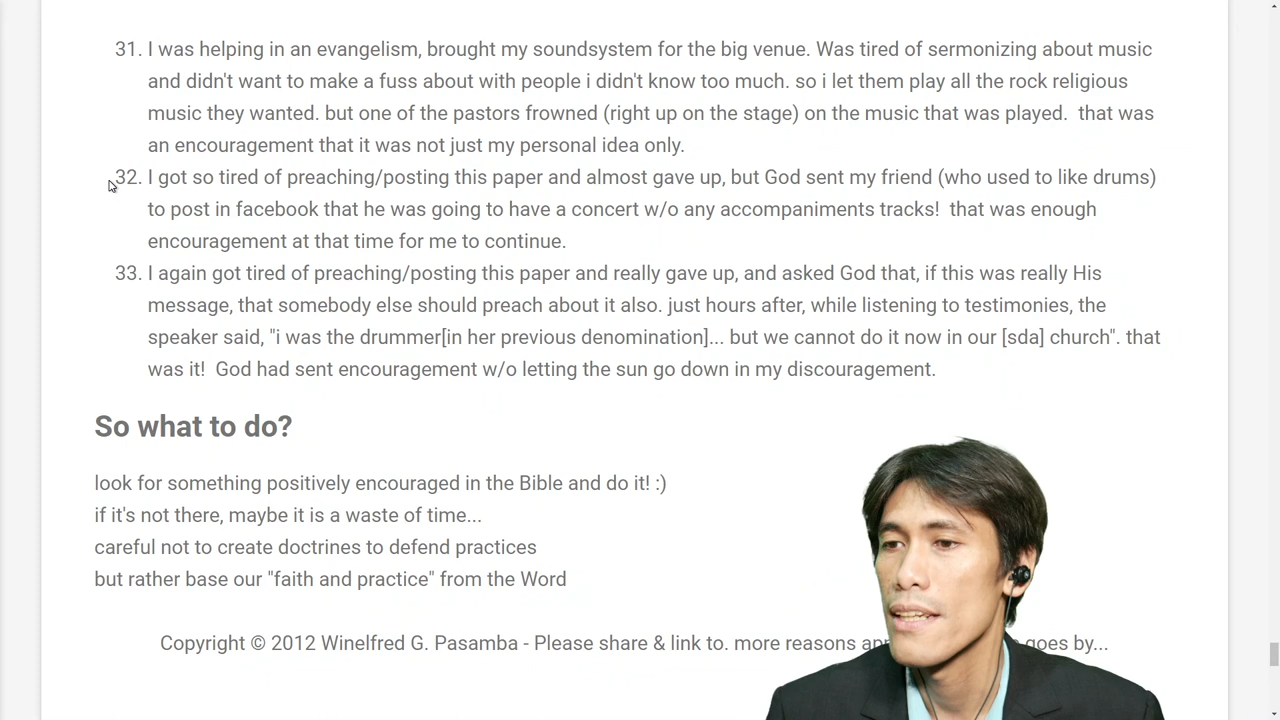 31. I was helping in an evangelism, brought my soundsystem for the big venue. Was tired of sermonizing about music
and didn't want to make a fuss about with people i didn't know too much. so i let them play all the rock religious
music they wanted. but one of the pastors frowned (right up on the stage) on the music that was played.  that was
an encouragement that it was not just my personal idea only.
32. I got so tired of preaching/posting this paper and almost gave up, but God sent my friend (who used to like drums)
to post in facebook that he was going to have a concert w/o any accompaniments tracks!  that was enough
encouragement at that time for me to continue.
33. I again got tired of preaching/posting this paper and really gave up, and asked God that, if this was really His
message, that somebody else should preach about it also. just hours after, while listening to testimonies, the
speaker said, "i was the drummer[in her previous denomination]... but we cannot do it now in our [sda] church". that
was it!  God had sent encouragement w/o letting the sun go down in my discouragement.
So what to do?
look for something positively encouraged in the Bible and do it! :)
if it's not there, maybe it is a waste of time...
careful not to create doctrines to defend practices
but rather base our "faith and practice" from the Word
Copyright © 2012 Winelfred G. Pasamba - Please share & link to. more reasons goes by...